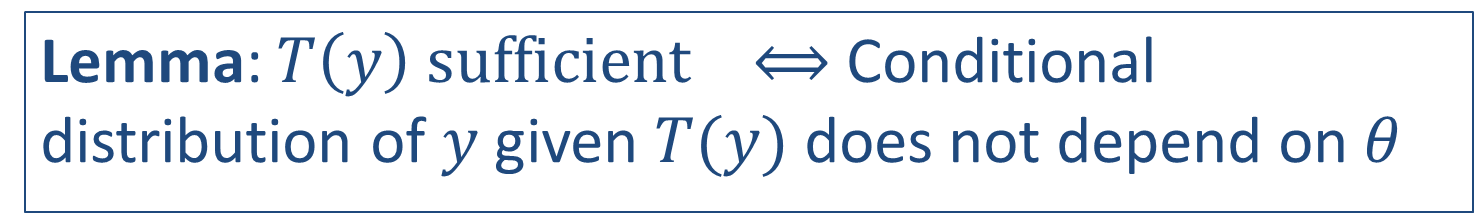 Lemma: T(y) sufficient ⟺ Conditional
distribution of y given T(y) does not depend on θ